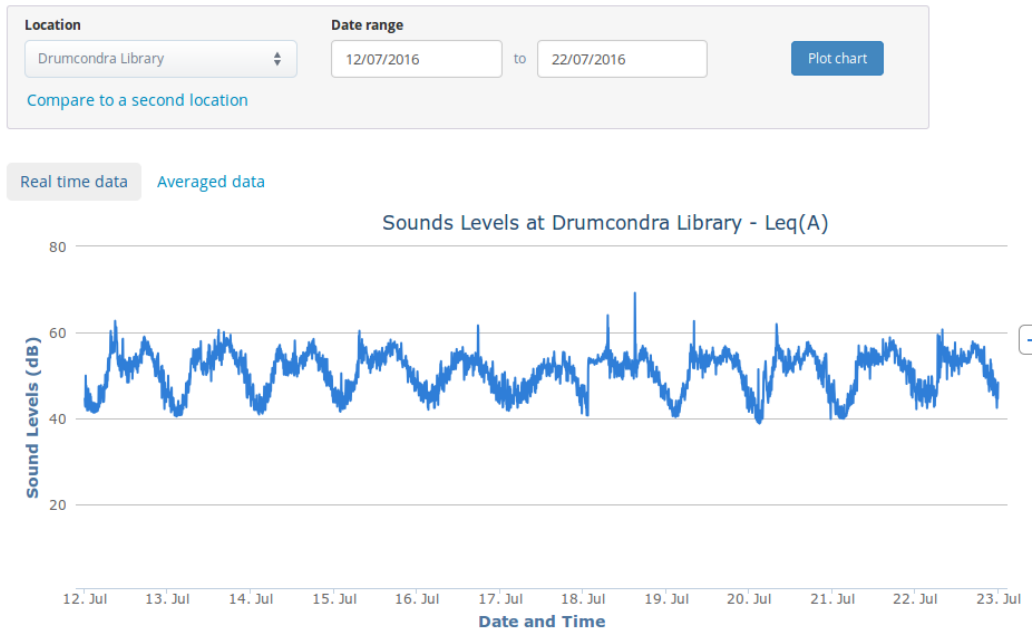 Location Date range
Drumcondra Library 12/07/2016 to 22/07/2016 Plot chart
Compare to a second location
Real time data Averaged data
Sounds Levels at Drumcondra Library - Leq(A)
Sound Levels (dB)
80
60
40
20
12. Jul 13. Jul 14. Jul 15. Jul 16. Jul 17. Jul 18. Jul 19. Jul 20. Jul 21. Jul 22. Jul 23. Jul
Date and Time